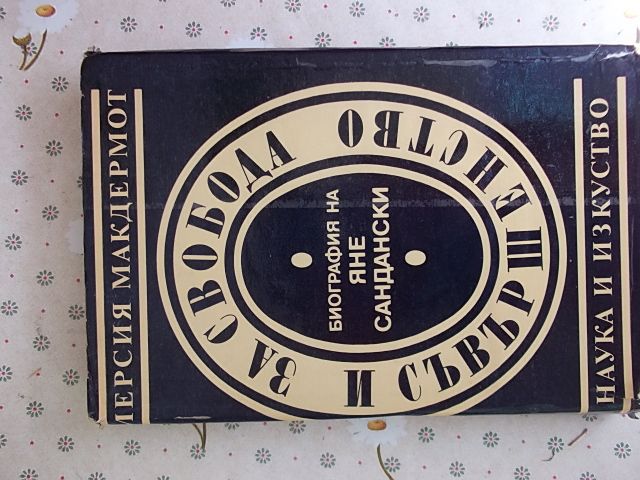 МЕРСИЯ МАКДЕРМОТ
ЗА СВОБОДА
И СЪВЪРШЕНСТВО
БИОГРАФИЯ НА
ЯНЕ
САНДАНСКИ
НАУКА И ИЗКУСТВО